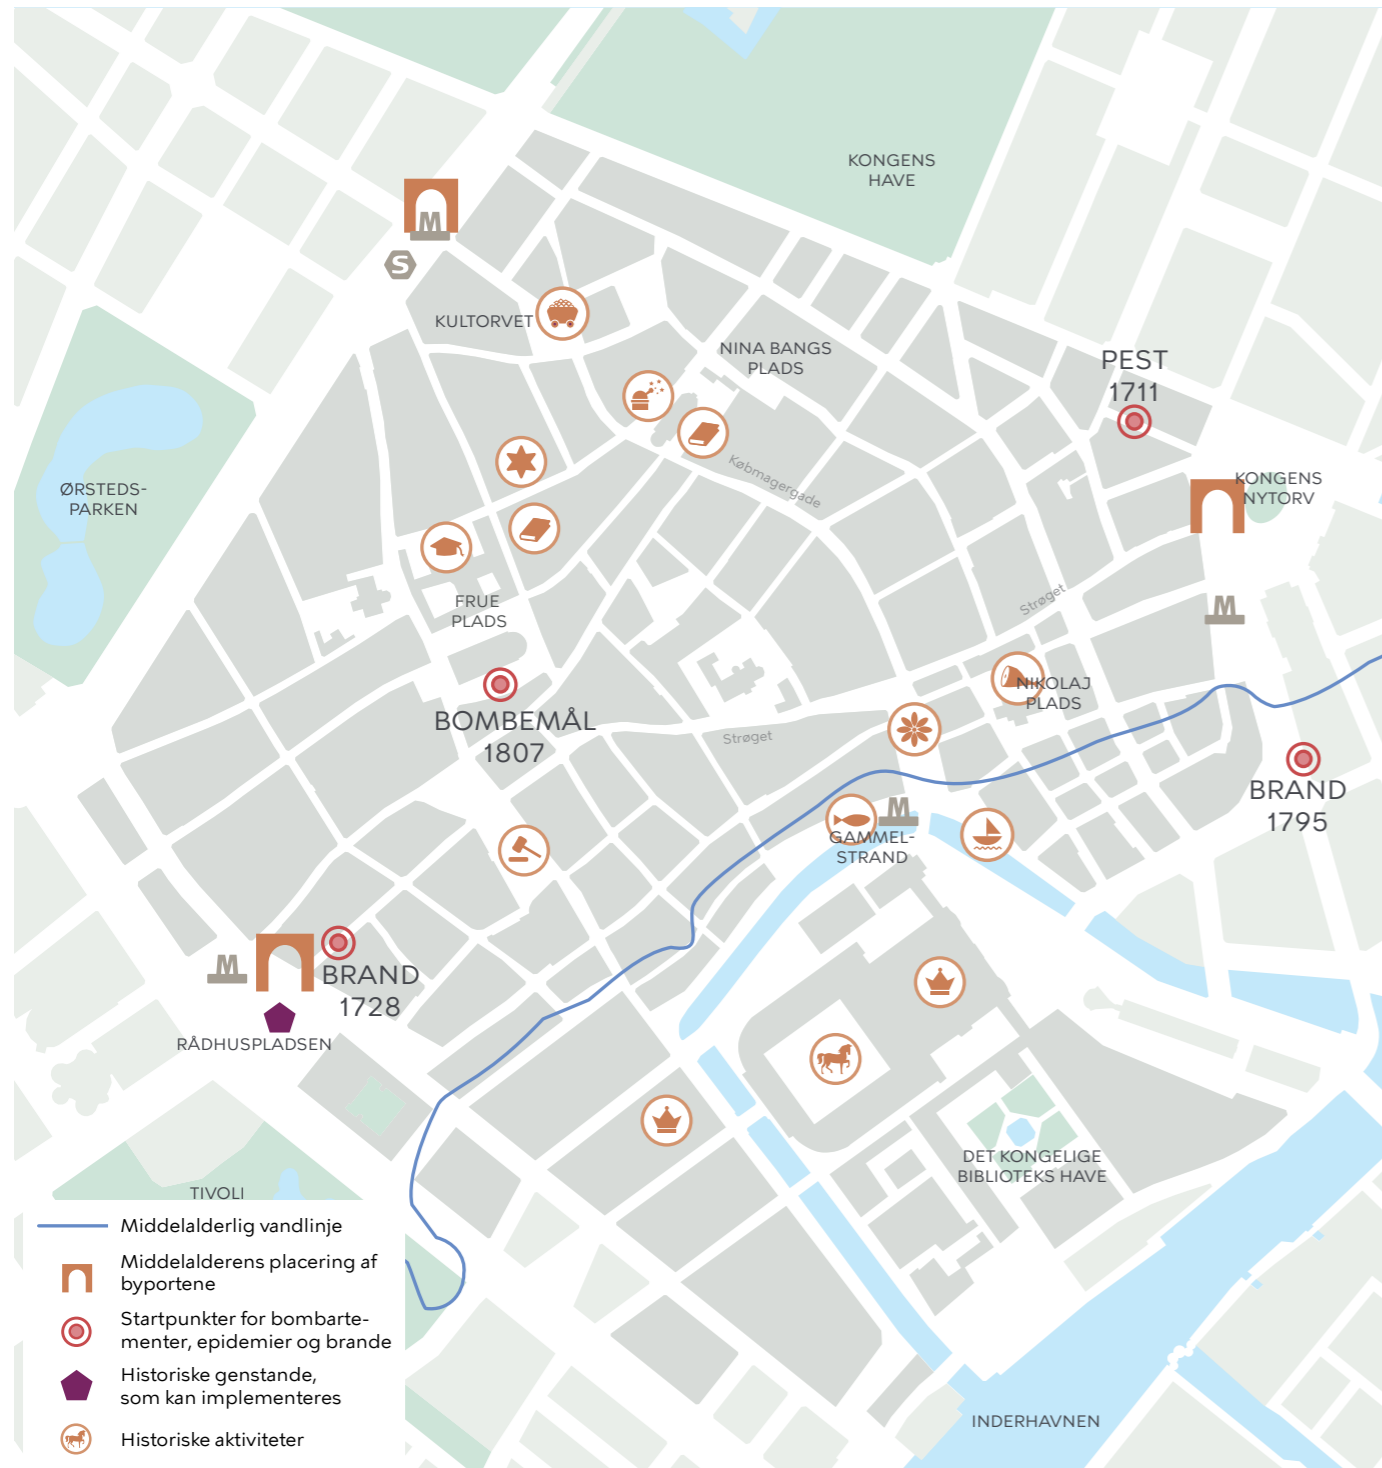 KONGENS
HAVE
M
S
KULTORVET
NINA BANGS
PLADS
PEST
1711
Købmagergade
ØRSTEDS-
PARKEN
KONGENS
NYTORV
FRUE
PLADS
Strøget
M
NIKOLAJ
PLADS
BOMBEMÅL
1807
Strøget
BRAND
1795
M
GAMMEL-
STRAND
M
BRAND
1728
RÅDHUSPLADSEN
DET KONGELIGE
BIBLIOTEKS HAVE
TIVOLI
Middelalderlig vandlinje
Middelalderens placering af
byportene
Startpunkter for bombarte-
menter, epidemier og brande
Historiske genstande,
som kan implementeres
Historiske aktiviteter
INDERHAVNEN